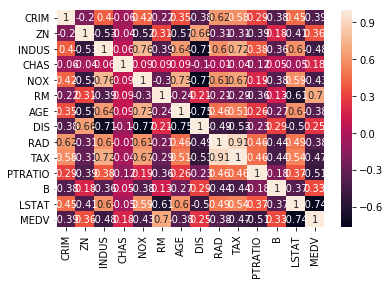 CRIM 1 -0.2 0.4 -0.06 0.42 -0.22 0.35 -0.38 0.62 0.58 0.29 -0.38 0.45 -0.39
ZN -0.2 1 -0.53 -0.04 -0.52 0.31 -0.57 0.66 -0.31 -0.31 -0.39 0.18 -0.41 0.36
INDUS 0.4 -0.53 1 0.06 0.76 -0.39 0.64 -0.71 0.6 0.72 0.38 -0.36 0.6 -0.48
CHAS -0.06 -0.04 0.06 1 0.09 0.09 0.09 -0.1 -0.01 -0.04 -0.12 0.05 -0.05 0.18
NOX 0.42 -0.52 0.76 0.09 1 -0.3 0.73 -0.77 0.61 0.67 0.19 -0.38 0.59 -0.43
RM -0.22 0.31 -0.39 0.09 -0.3 1 -0.24 0.21 -0.21 -0.29 -0.36 0.13 -0.61 0.7
AGE 0.35 -0.57 0.64 0.09 0.73 -0.24 1 -0.75 0.46 0.51 0.26 -0.27 0.6 -0.38
DIS -0.38 0.66 -0.71 -0.1 -0.77 0.21 -0.75 1 -0.49 -0.53 -0.23 0.29 -0.5 0.25
RAD 0.62 -0.31 0.6 -0.01 0.61 -0.21 0.46 -0.49 1 0.91 0.46 -0.44 0.49 -0.38
TAX 0.58 -0.31 0.72 -0.04 0.67 -0.29 0.51 -0.53 0.91 1 0.46 -0.44 0.54 -0.47
PTRATIO 0.29 -0.39 0.38 -0.12 0.19 -0.36 0.26 -0.23 0.46 0.46 1 -0.18 0.37 -0.51
B -0.38 0.18 -0.36 0.05 -0.38 0.13 -0.27 0.29 -0.44 -0.44 -0.18 1 -0.37 0.33
LSTAT 0.45 -0.41 0.6 -0.05 0.59 -0.61 0.6 -0.5 0.49 0.54 0.37 -0.37 1 -0.74
MEDV -0.39 0.36 -0.48 0.18 -0.43 0.7 -0.38 0.25 -0.38 -0.47 -0.51 0.33 -0.74 1
CRIM ZN INDUS CHAS NOX RM AGE DIS RAD TAX PTRATIO B LSTAT MEDV
0.9
0.6
0.3
0.0
-0.3
-0.6